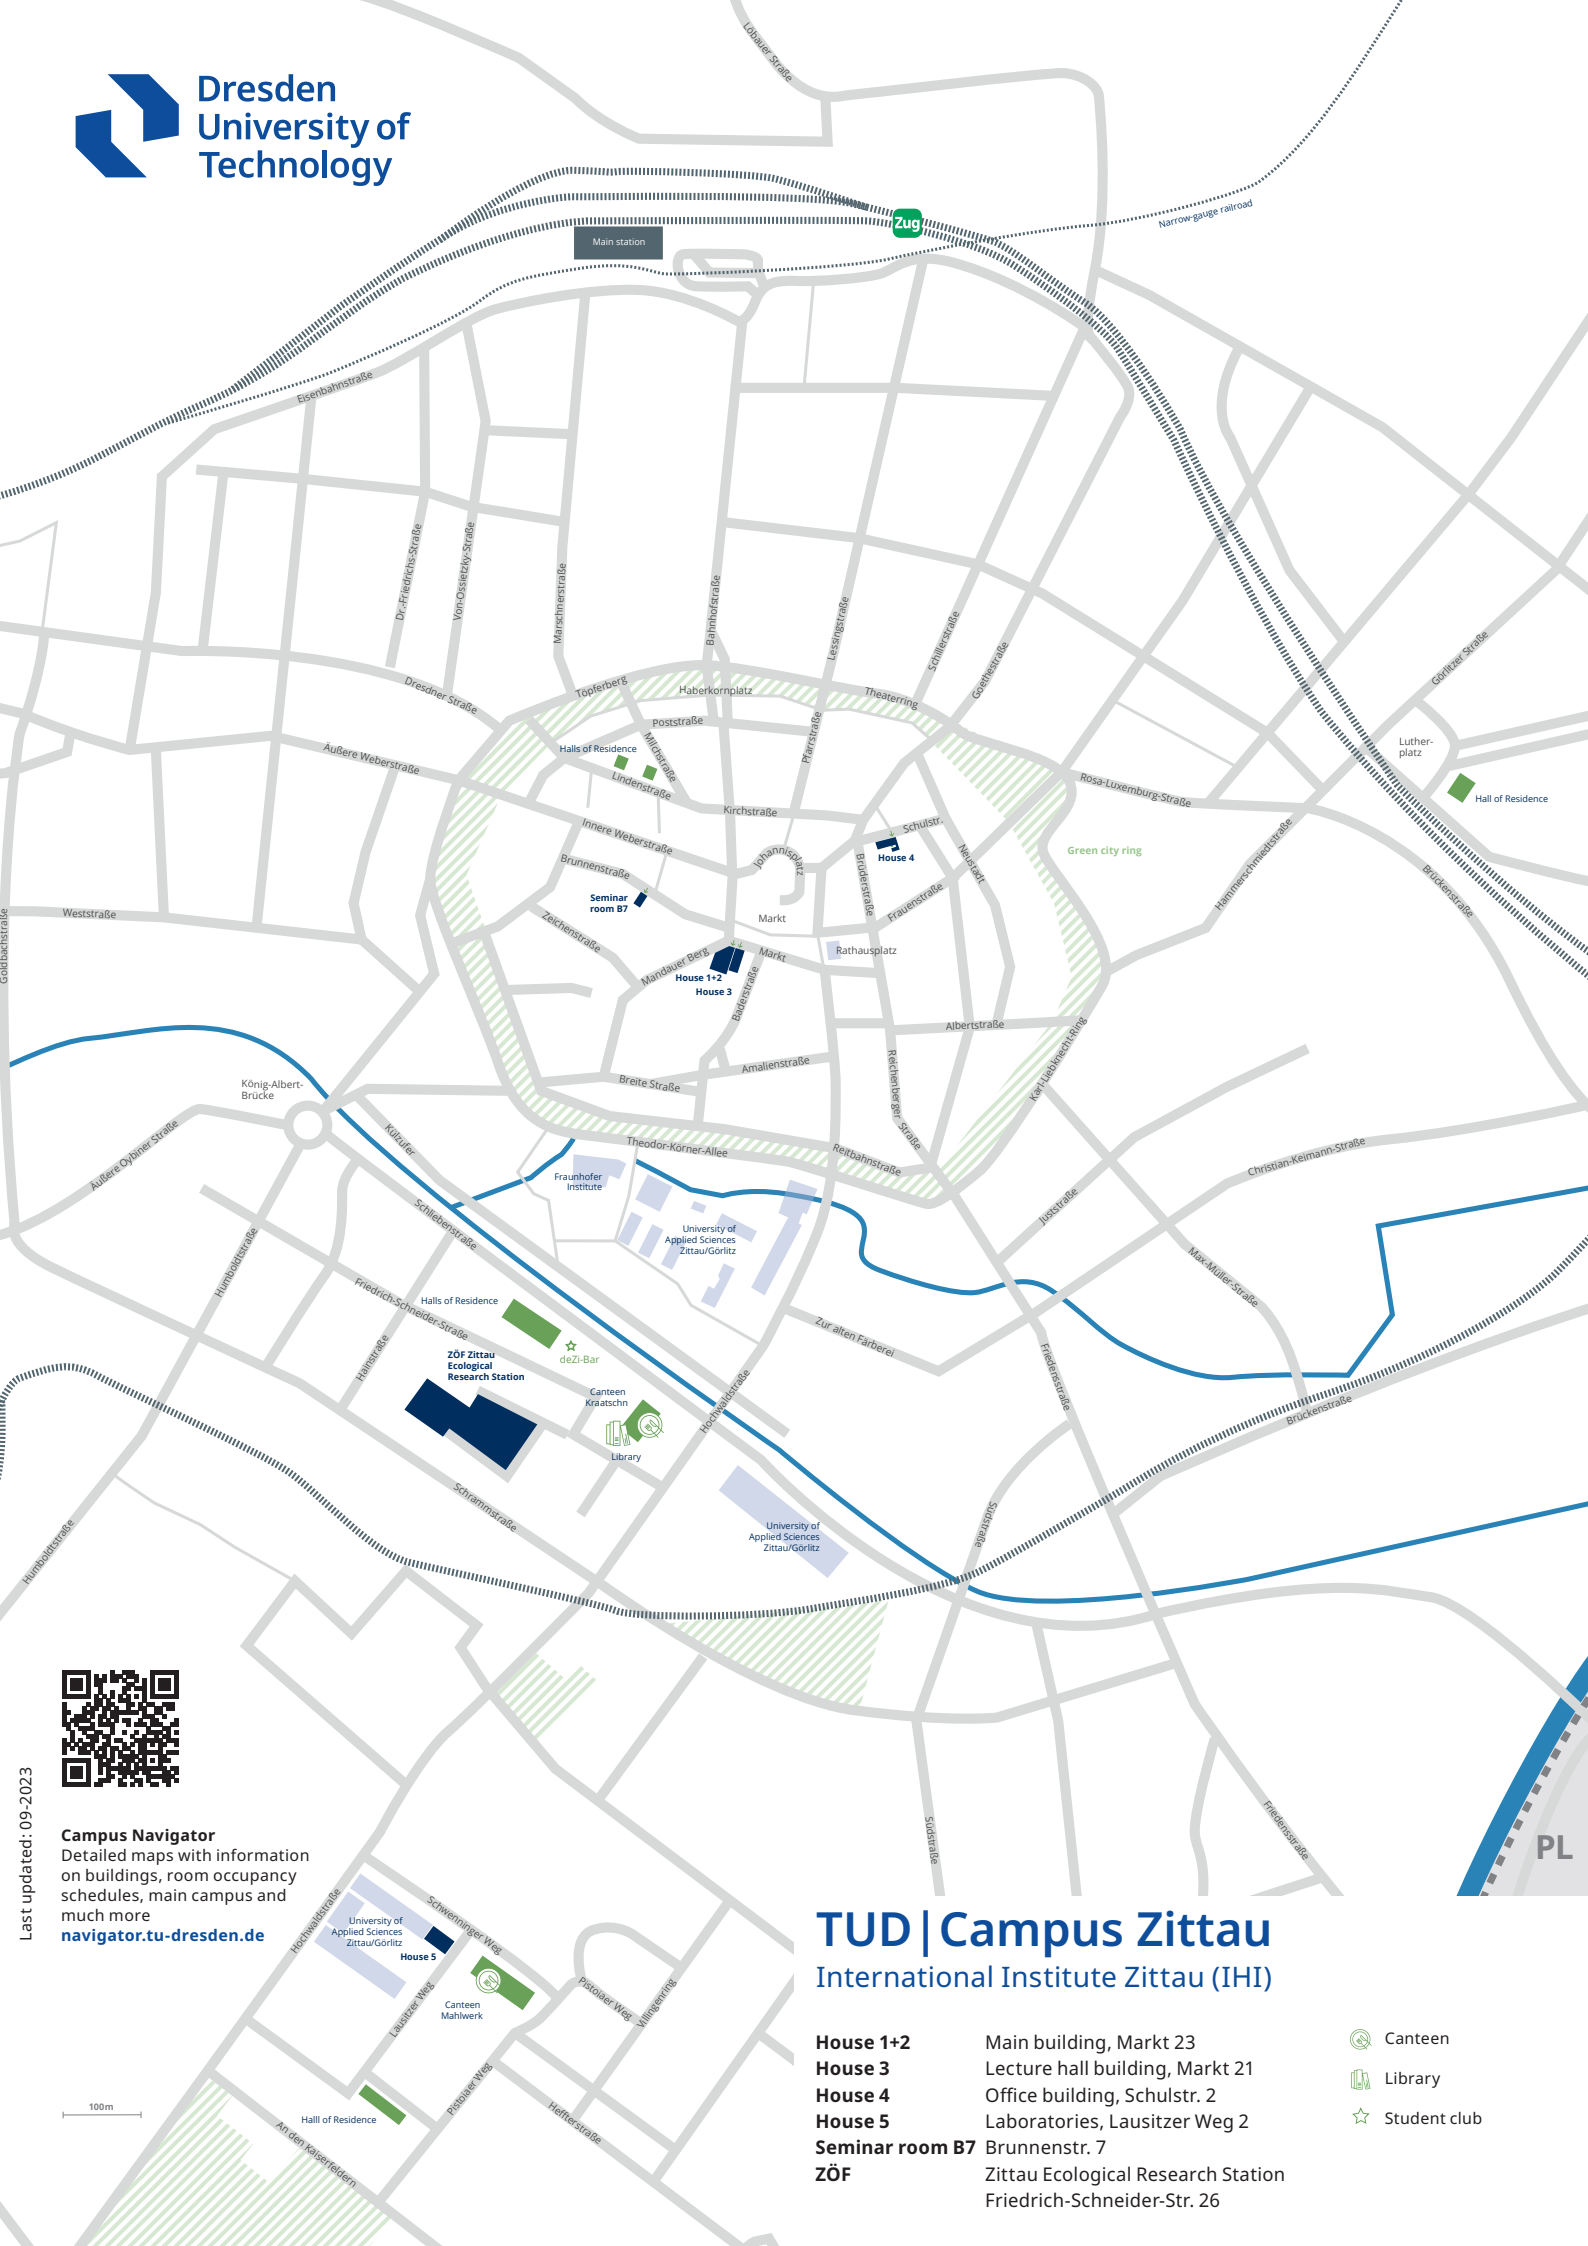 Dresden
University of
Technology
Löbauer Straße
Zug
Narrow-gauge railroad
Main station
Eisenbahnstraße
Dr.-Friedrichs-Straße
Von-Ossietzky-Straße
Marschnerstraße
Bahnhofstraße
Lessingstraße
Schillerstraße
Goethestraße
Görlitzer Straße
Dresdner Straße
Töpferberg
Haberkornplatz
Theaterring
Poststraße
Milchstraße
Pfarrstraße
Halls of Residence
Lindenstraße
Äußere Weberstraße
Luther-
platz
Rosa-Luxemburg-Straße
Hall of Residence
Kirchstraße
Innere Weberstraße
Schulstr.
House 4
Johannisplatz
Green city ring
Hammerschmiedtstraße
Brunnenstraße
Brüderstraße
Neustadt
Frauenstraße
Brückenstraße
Seminar
room B7
Weststraße
Goldbachstraße
Zeichenstraße
Markt
Mandauer Berg
Markt
Rathausplatz
House 1+2
House 3
Baderstraße
Albertstraße
Karl-Liebknecht-Ring
Amalienstraße
Breite Straße
Reichenberger Straße
König-Albert-
Brücke
Külzufer
Äußere Oybiner Straße
Theodor-Körner-Allee
Reitbahnstraße
Christian-Keimann-Straße
Fraunhofer
Institute
Juststraße
Schliebenstraße
University of
Applied Sciences
Zittau/Görlitz
Humboldtstraße
Max-Müller-Straße
Friedrich-Schneider-Straße
Halls of Residence
Zur alten Färberei
Hainstraße
deZi-Bar
ZÖF Zittau
Ecological
Research Station
Friedensstraße
Canteen
Kraatschn
Hochwaldstraße
Brückenstraße
Library
Schrammstraße
University of
Applied Sciences
Zittau/Görlitz
Südstraße
Humboldtstraße
Last updated: 09-2023
Campus Navigator
Detailed maps with information
on buildings, room occupancy
schedules, main campus and
much more
navigator.tu-dresden.de
Südstraße
Friedensstraße
PL
Hochwaldstraße
Schwenninger Weg
University of
Applied Sciences
Zittau/Görlitz
House 5
Lausitzer Weg
Canteen
Mahlwerk
Pistoiaer Weg
Villingenring
Pistoiaer Weg
Heffterstraße
Halll of Residence
An den Kaiserfeldern
100m
TUD|Campus Zittau
International Institute Zittau (IHI)
House 1+2 Main building, Markt 23
House 3 Lecture hall building, Markt 21
House 4 Office building, Schulstr. 2
House 5 Laboratories, Lausitzer Weg 2
Seminar room B7 Brunnenstr. 7
ZÖF Zittau Ecological Research Station
Friedrich-Schneider-Str. 26
Canteen
Library
Student club